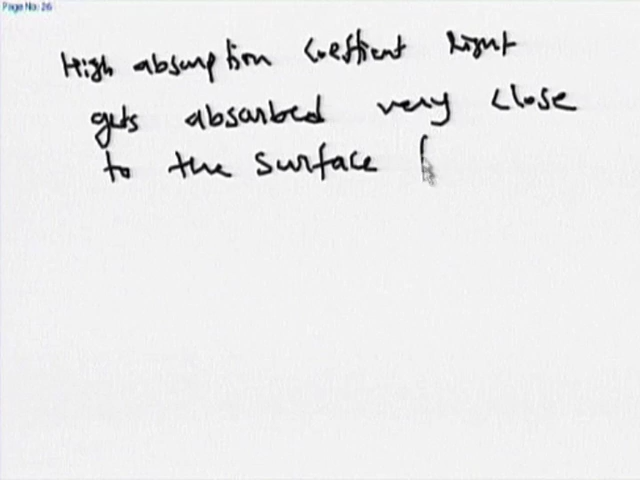 Page No: 26
High absorption coefficient light
gets absorbed very close
to the surface (